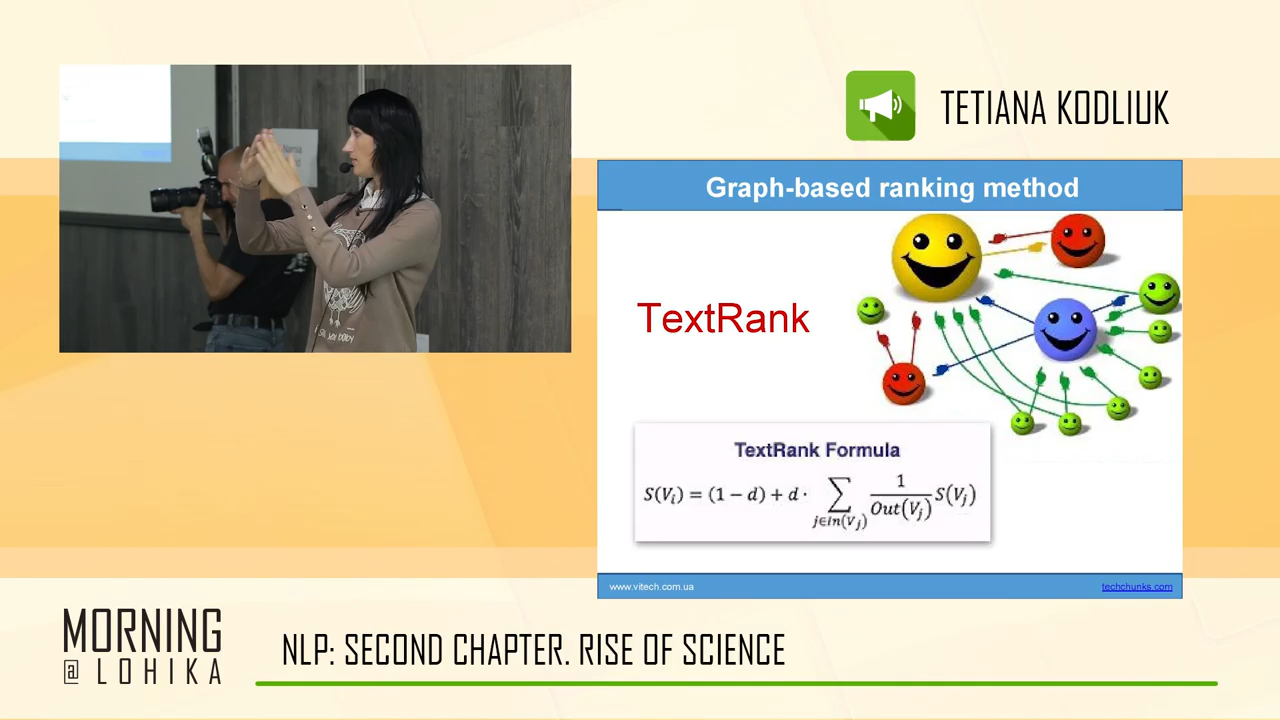 TETIANA KODLIUK
Graph-based ranking method
TextRank
TextRank Formula
S(V_i) = (1 − d) + d · ∑_{j∈In(V_j)} 1/Out(V_j) S(V_j)
www.vitech.com.ua
techchunks.com
MORNING
@ LOHIKA
NLP: SECOND CHAPTER. RISE OF SCIENCE